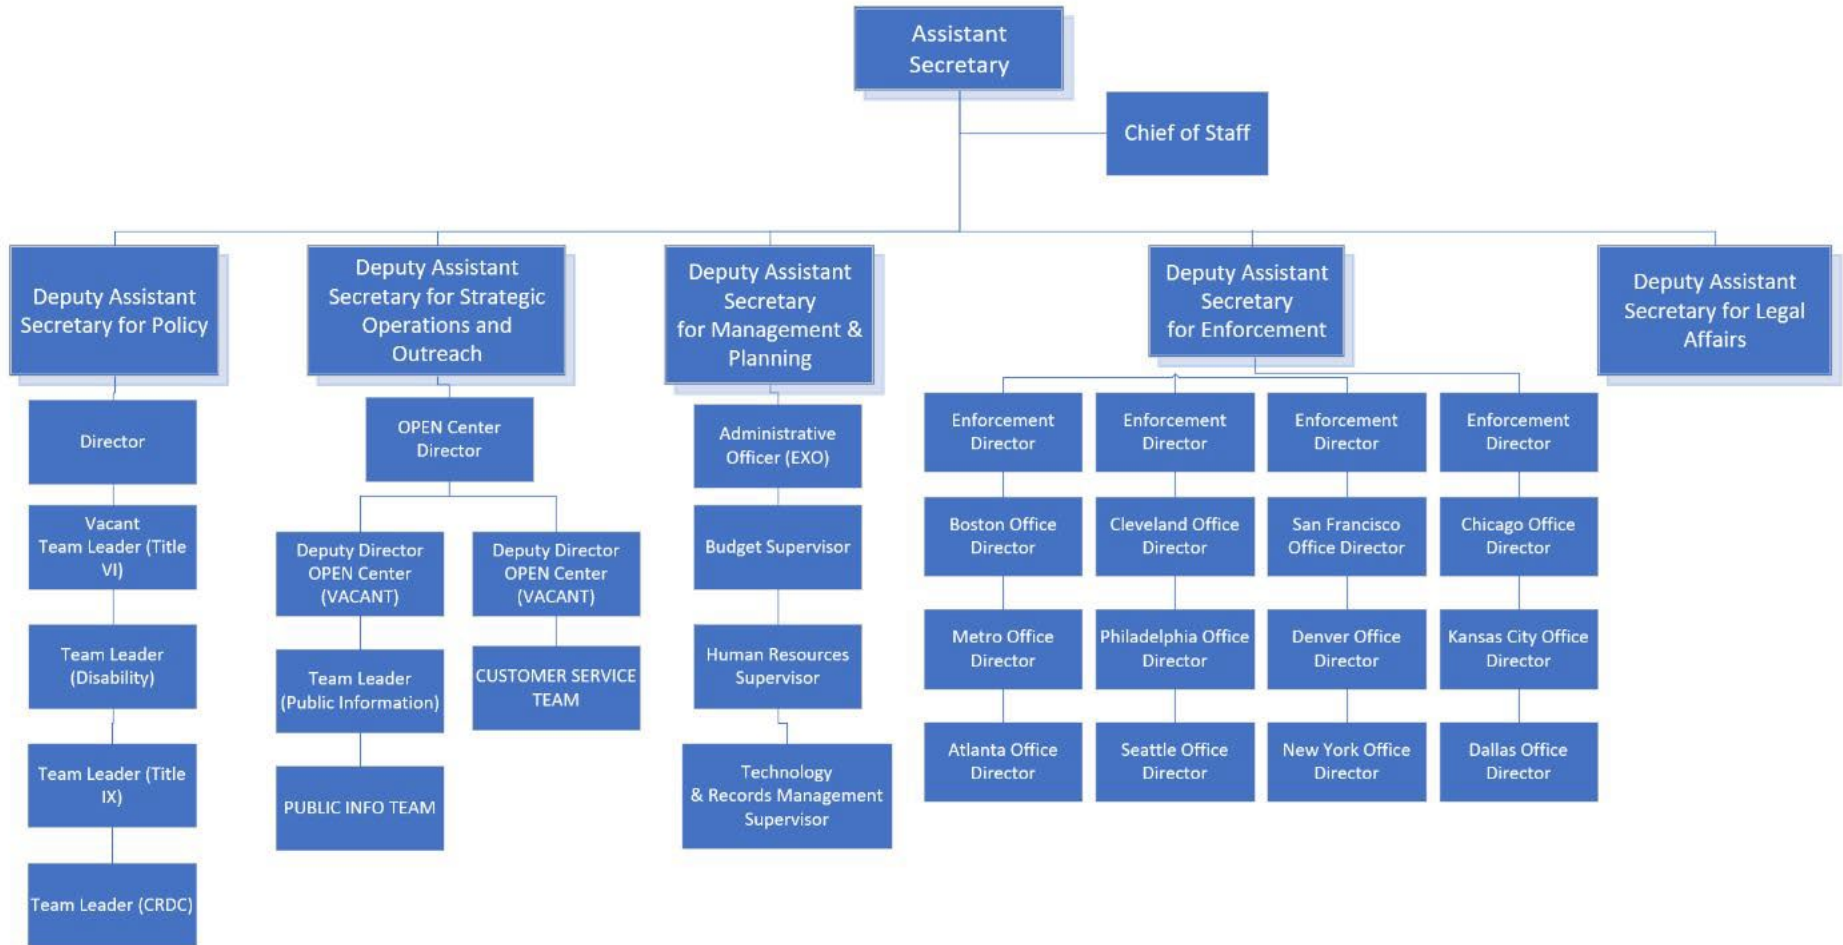 Assistant
Secretary
Chief of Staff
Deputy Assistant
Secretary for Policy
Deputy Assistant
Secretary for Strategic
Operations and
Outreach
Deputy Assistant
Secretary
for Management &
Planning
Deputy Assistant
Secretary
for Enforcement
Deputy Assistant
Secretary for Legal
Affairs
Director
Vacant
Team Leader (Title
VI)
Team Leader
(Disability)
Team Leader (Title
IX)
Team Leader (CRDC)
OPEN Center
Director
Deputy Director
OPEN Center
(VACANT)
Team Leader
(Public Information)
PUBLIC INFO TEAM
Deputy Director
OPEN Center
(VACANT)
CUSTOMER SERVICE
TEAM
Administrative
Officer (EXO)
Budget Supervisor
Human Resources
Supervisor
Technology
& Records Management
Supervisor
Enforcement
Director
Boston Office
Director
Metro Office
Director
Atlanta Office
Director
Enforcement
Director
Cleveland Office
Director
Philadelphia Office
Director
Seattle Office
Director
Enforcement
Director
San Francisco
Office Director
Denver Office
Director
New York Office
Director
Enforcement
Director
Chicago Office
Director
Kansas City Office
Director
Dallas Office
Director